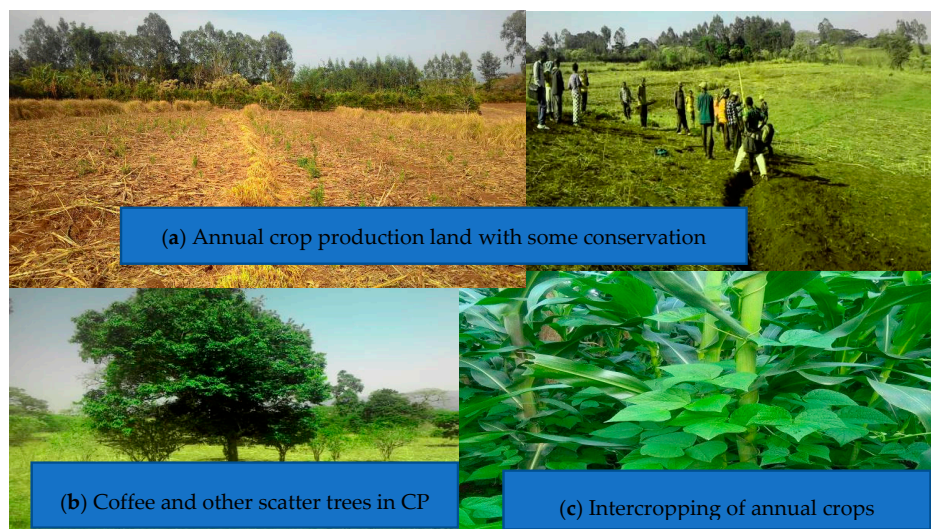 (a) Annual crop production land with some conservation
(b) Coffee and other scatter trees in CP
(c) Intercropping of annual crops